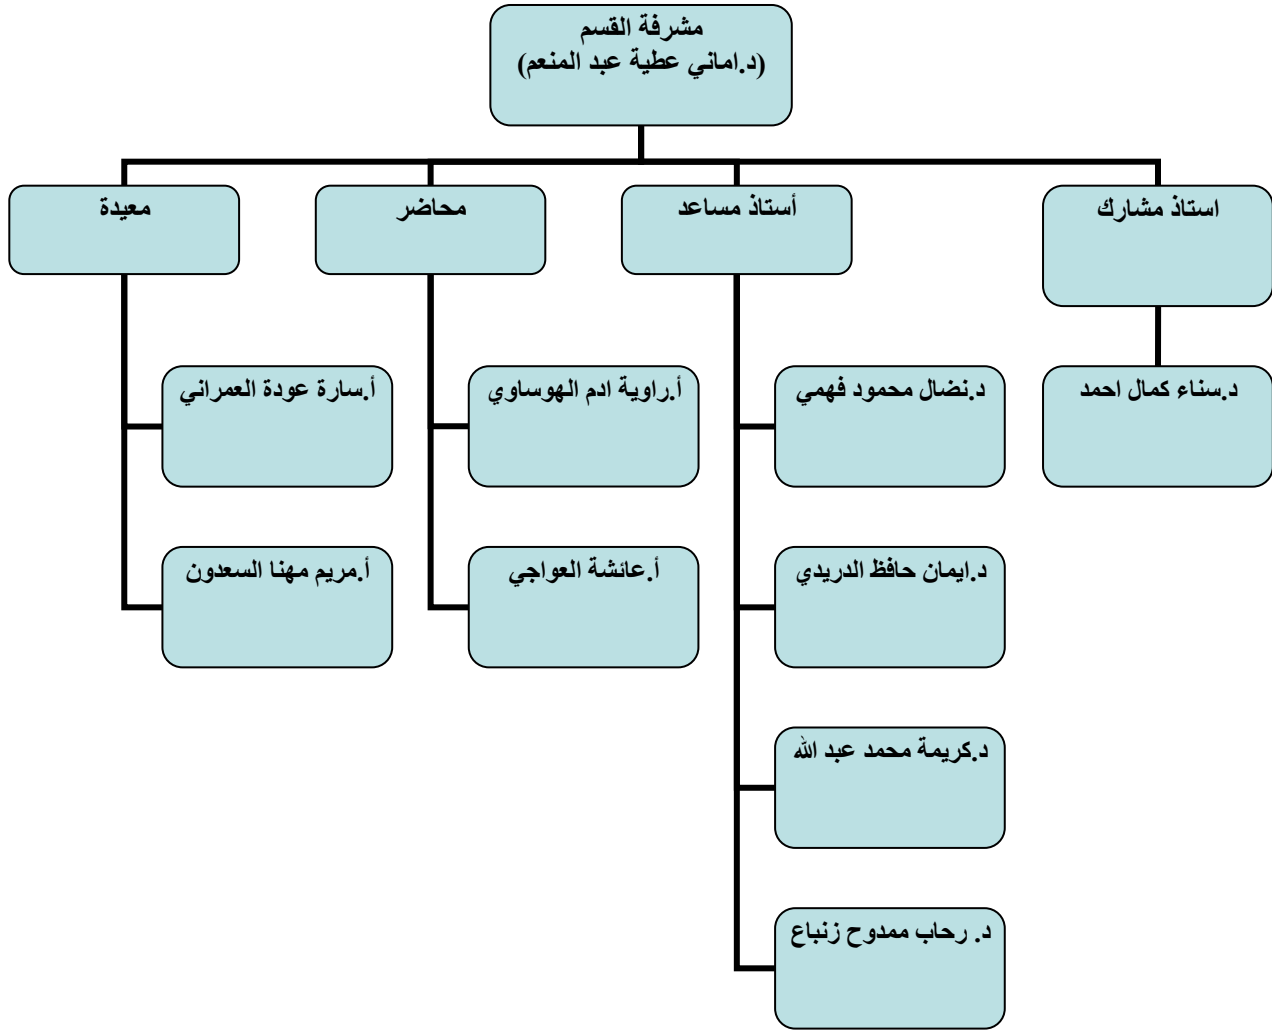 مشرفة القسم
(د.اماني عطية عبد المنعم)
استاذ مشارك
أستاذ مساعد
محاضر
معيدة
د.سناء كمال احمد
د.نضال محمود فهمي
أ.راوية ادم الهوساوي
أ.سارة عودة العمراني
د.ايمان حافظ الدريدي
أ.عائشة العواجي
أ.مريم مهنا السعدون
د.كريمة محمد عبد الله
د. رحاب ممدوح زنباع